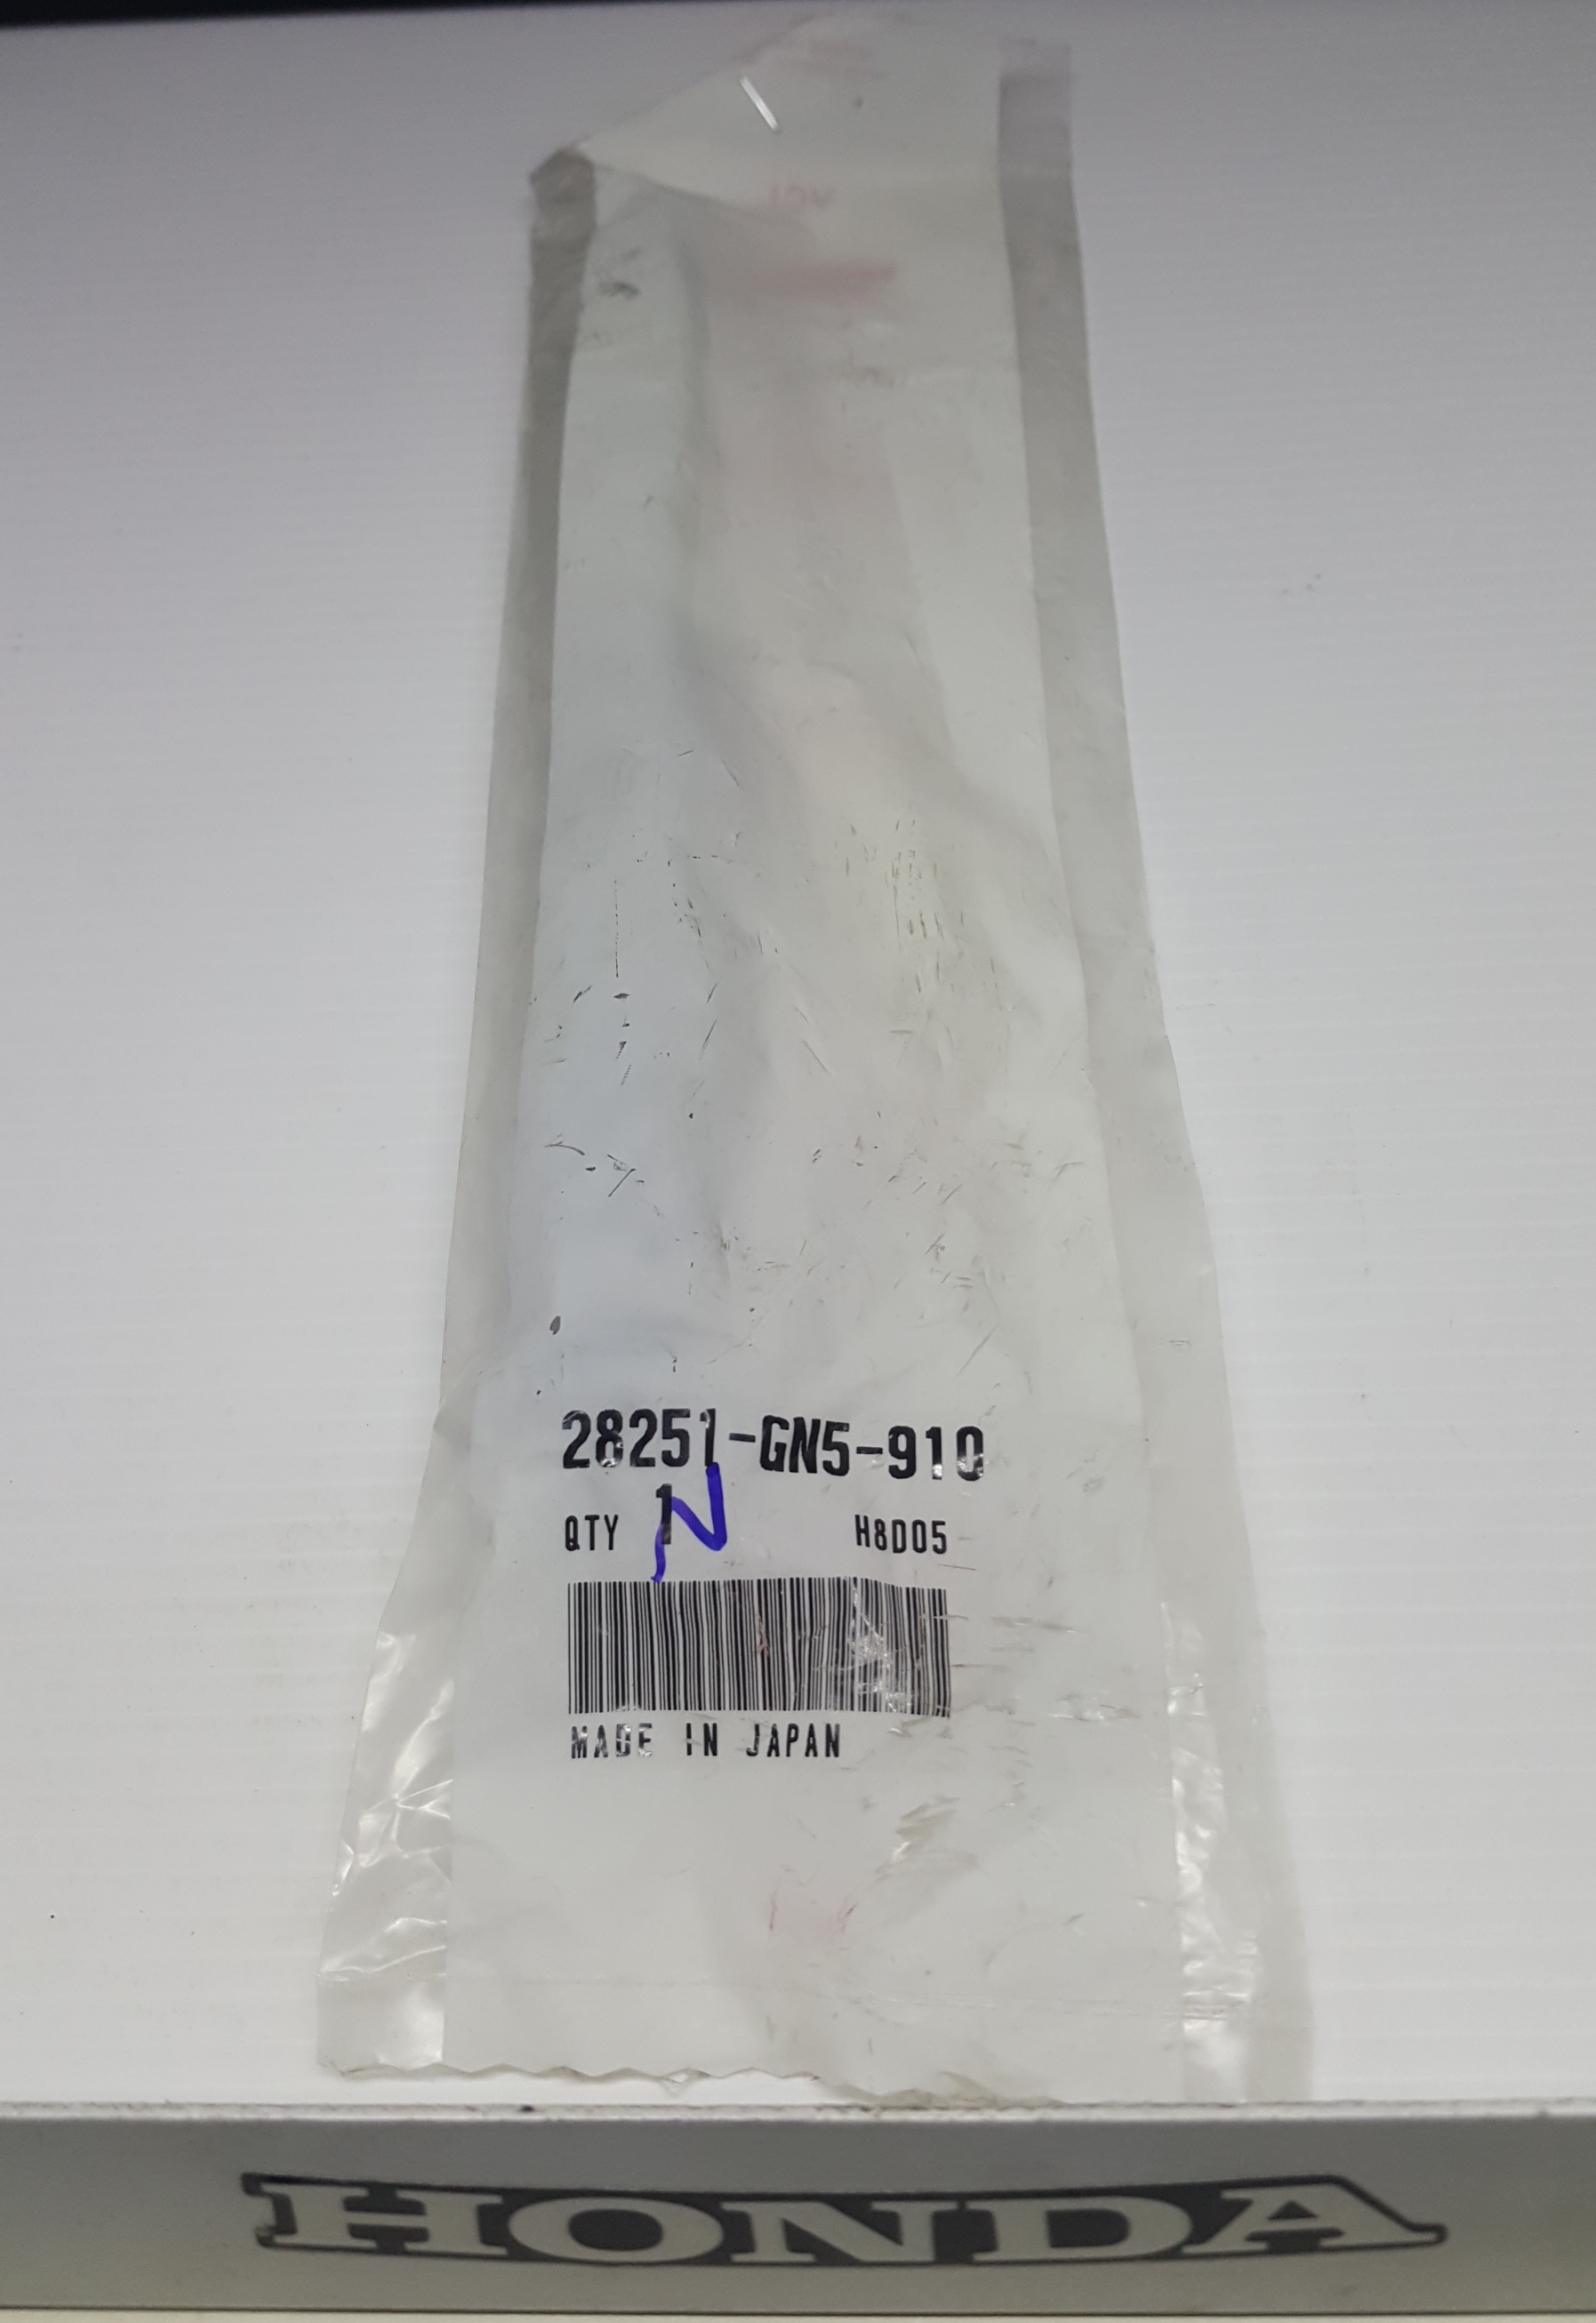 28251-GN5-910
QTY 1 N H8D05
MADE IN JAPAN
HONDA